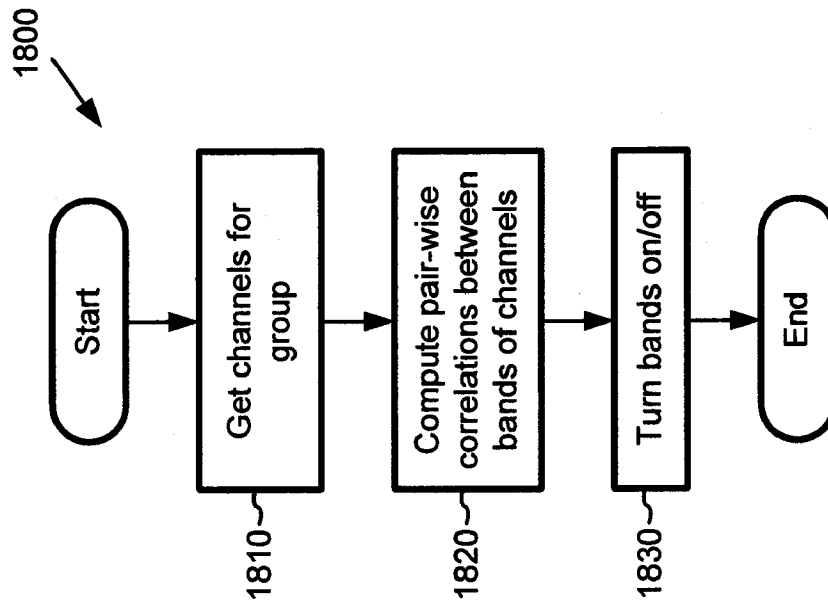 1800
Start
1810
Get channels for
group
1820
Compute pair-wise
correlations between
bands of channels
1830
Turn bands on/off
End